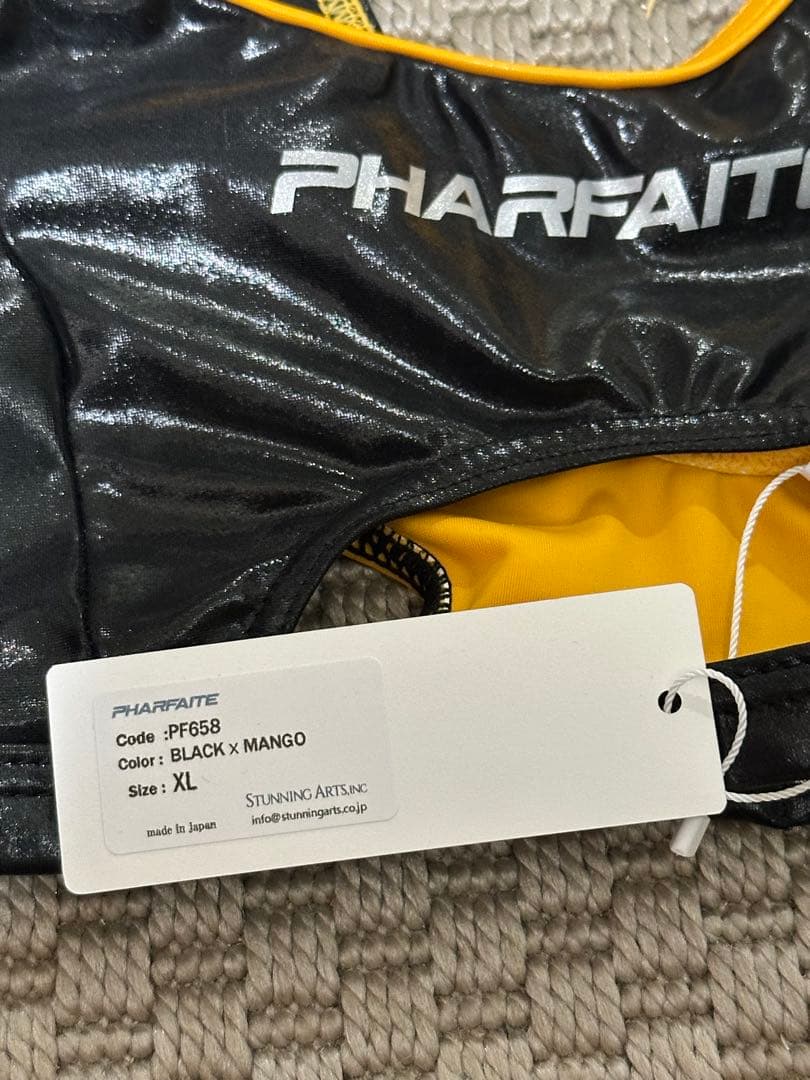 PHARFAITE
PHARFAITE
Code :PF658
Color : BLACK x MANGO
Size : XL
STUNNING ARTS,INC
made in japan
info@stunningarts.co.jp